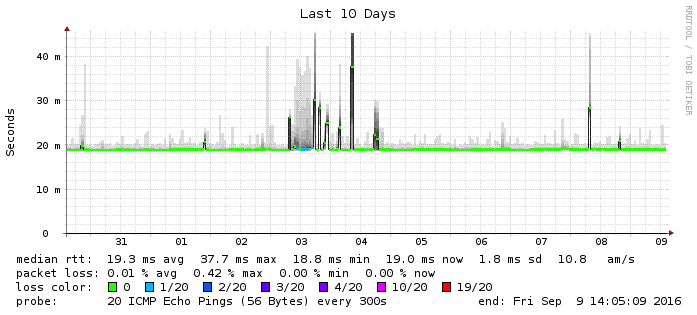 Last 10 Days
RRDTOOL / TOBI OETIKER
Seconds
40 m
30 m
20 m
10 m
0
31 01 02 03 04 05 06 07 08 09
median rtt: 19.3 ms avg 37.7 ms max 18.8 ms min 19.0 ms now 1.8 ms sd 10.8 am/s
packet loss: 0.01 % avg 0.42 % max 0.00 % min 0.00 % now
loss color: 0 1/20 2/20 3/20 4/20 10/20 19/20
probe: 20 ICMP Echo Pings (56 Bytes) every 300s end: Fri Sep 9 14:05:09 2016